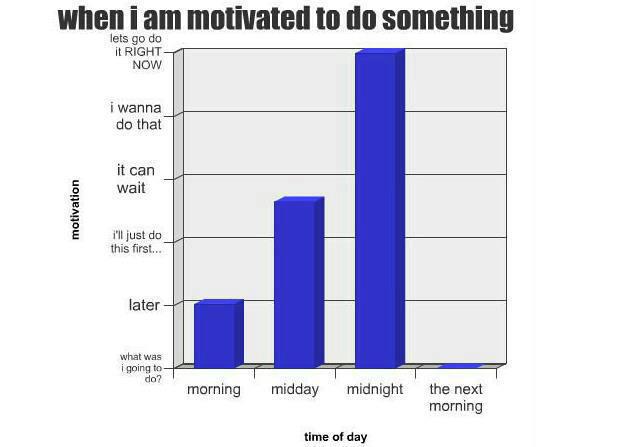 when i am motivated to do something
lets go do
it RIGHT
NOW
i wanna
do that
it can
wait
i'll just do
this first...
later
what was
i going to
do?
motivation
morning
midday
midnight
the next
morning
time of day